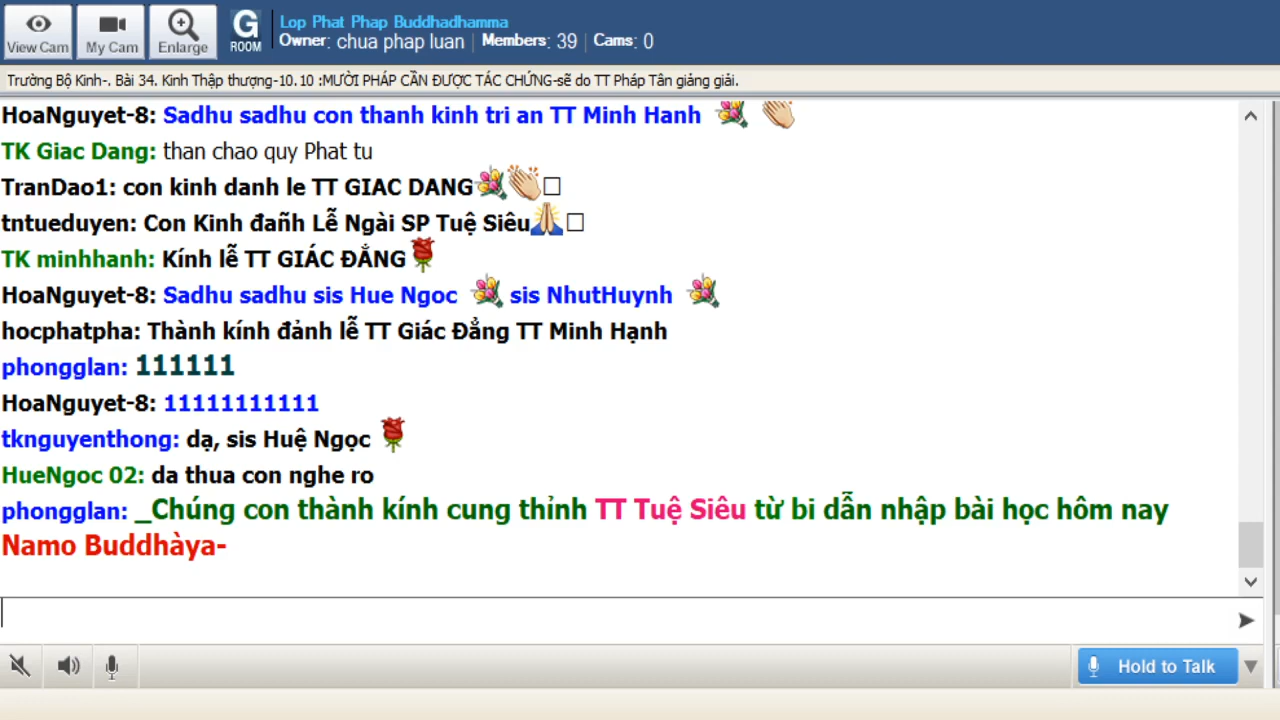 View Cam
My Cam
Enlarge
G
ROOM
Lop Phat Phap Buddhadhamma
Owner: chua phap luan | Members: 39 | Cams: 0
Trường Bộ Kinh-. Bài 34. Kinh Thập thượng-10.10 :MƯỜI PHÁP CẦN ĐƯỢC TÁC CHỨNG-sẽ do TT Pháp Tân giảng giải.
HoaNguyet-8: Sadhu sadhu con thanh kinh tri an TT Minh Hanh
TK Giac Dang: than chao quy Phat tu
TranDao1: con kinh danh le TT GIAC DANG
tntueduyen: Con Kinh đañh Lễ Ngài SP Tuệ Siêu
TK minhhanh: Kính lễ TT GIÁC ĐẲNG
HoaNguyet-8: Sadhu sadhu sis Hue Ngoc sis NhutHuynh
hocphatpha: Thành kính đảnh lễ TT Giác Đẳng TT Minh Hạnh
phongglan: 111111
HoaNguyet-8: 11111111111
tknguyenthong: dạ, sis Huệ Ngọc
HueNgoc 02: da thua con nghe ro
phongglan: _Chúng con thành kính cung thỉnh TT Tuệ Siêu từ bi dẫn nhập bài học hôm nay
Namo Buddhàya-
Hold to Talk